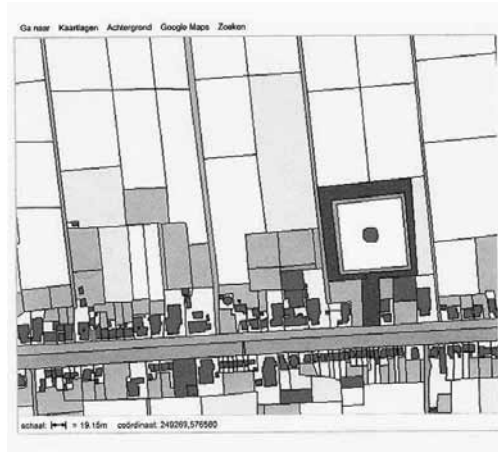 Ga naar Kaartlagen Achtergrond Google Maps Zoeken
schaal: = 19.15m coördinaat: 249269,576580